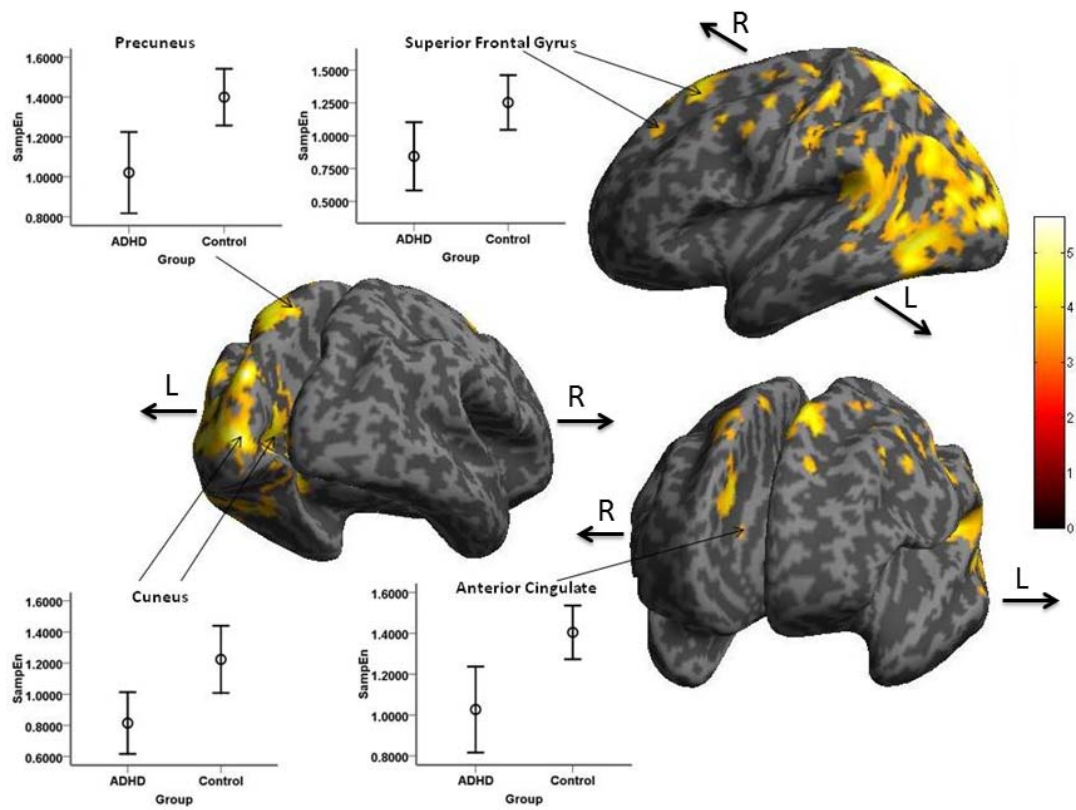 Precuneus
1.6000
1.4000
1.2000
1.0000
0.8000
SampEn
ADHD
Control
Group
Superior Frontal Gyrus
1.5000
1.2500
1.0000
0.7500
0.5000
SampEn
ADHD
Control
Group
R
L
5
4
3
2
1
0
L
R
R
L
Cuneus
1.6000
1.4000
1.2000
1.0000
0.8000
0.6000
SampEn
ADHD
Control
Group
Anterior Cingulate
1.6000
1.4000
1.2000
1.0000
0.8000
SampEn
ADHD
Control
Group